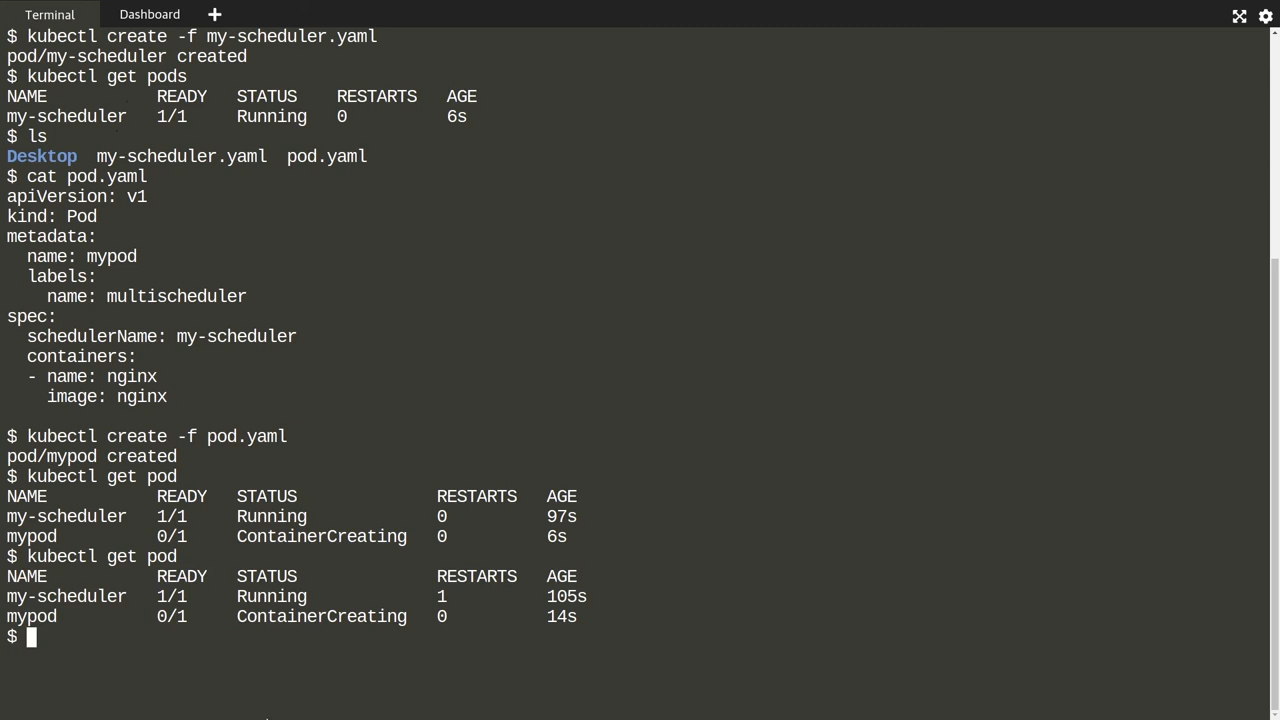 Terminal Dashboard +
$ kubectl create -f my-scheduler.yaml
pod/my-scheduler created
$ kubectl get pods
NAME           READY   STATUS    RESTARTS   AGE
my-scheduler   1/1     Running   0          6s
$ ls
Desktop  my-scheduler.yaml  pod.yaml
$ cat pod.yaml
apiVersion: v1
kind: Pod
metadata:
  name: mypod
  labels:
    name: multischeduler
spec:
  schedulerName: my-scheduler
  containers:
  - name: nginx
    image: nginx
$ kubectl create -f pod.yaml
pod/mypod created
$ kubectl get pod
NAME           READY   STATUS              RESTARTS   AGE
my-scheduler   1/1     Running             0          97s
mypod          0/1     ContainerCreating   0          6s
$ kubectl get pod
NAME           READY   STATUS              RESTARTS   AGE
my-scheduler   1/1     Running             1          105s
mypod          0/1     ContainerCreating   0          14s
$